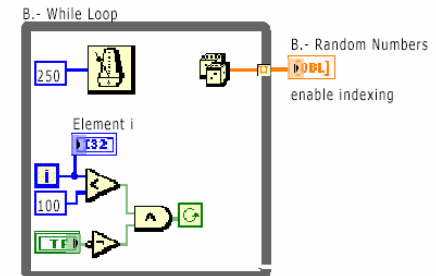 B.- While Loop
B.- Random Numbers
250
DBL]
enable indexing
Element i
I32
i
100
TF